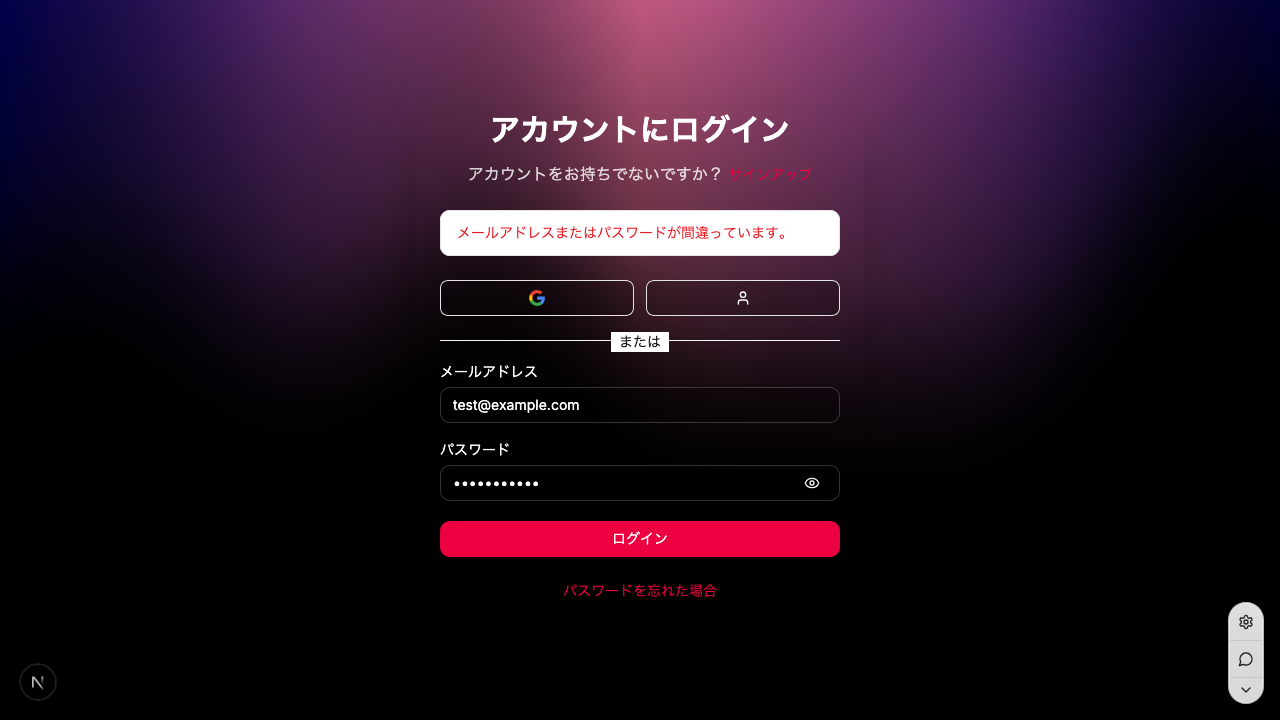 アカウントにログイン
アカウントをお持ちでないですか？ サインアップ
メールアドレスまたはパスワードが間違っています。
または
メールアドレス
test@example.com
パスワード
•••••••••••
ログイン
パスワードを忘れた場合
N